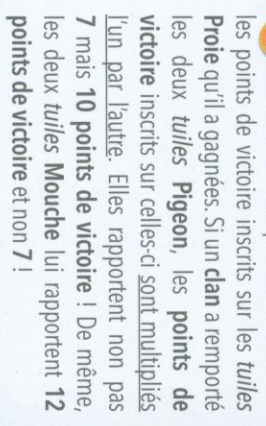 les points de victoire inscrits sur les tuiles
Proie qu'il a gagnées. Si un clan a remporté
les deux tuiles Pigeon, les points de
victoire inscrits sur celles-ci sont multipliés
l'un par l'autre. Elles rapportent non pas
7 mais 10 points de victoire ! De même,
les deux tuiles Mouche lui rapportent 12
points de victoire et non 7 !